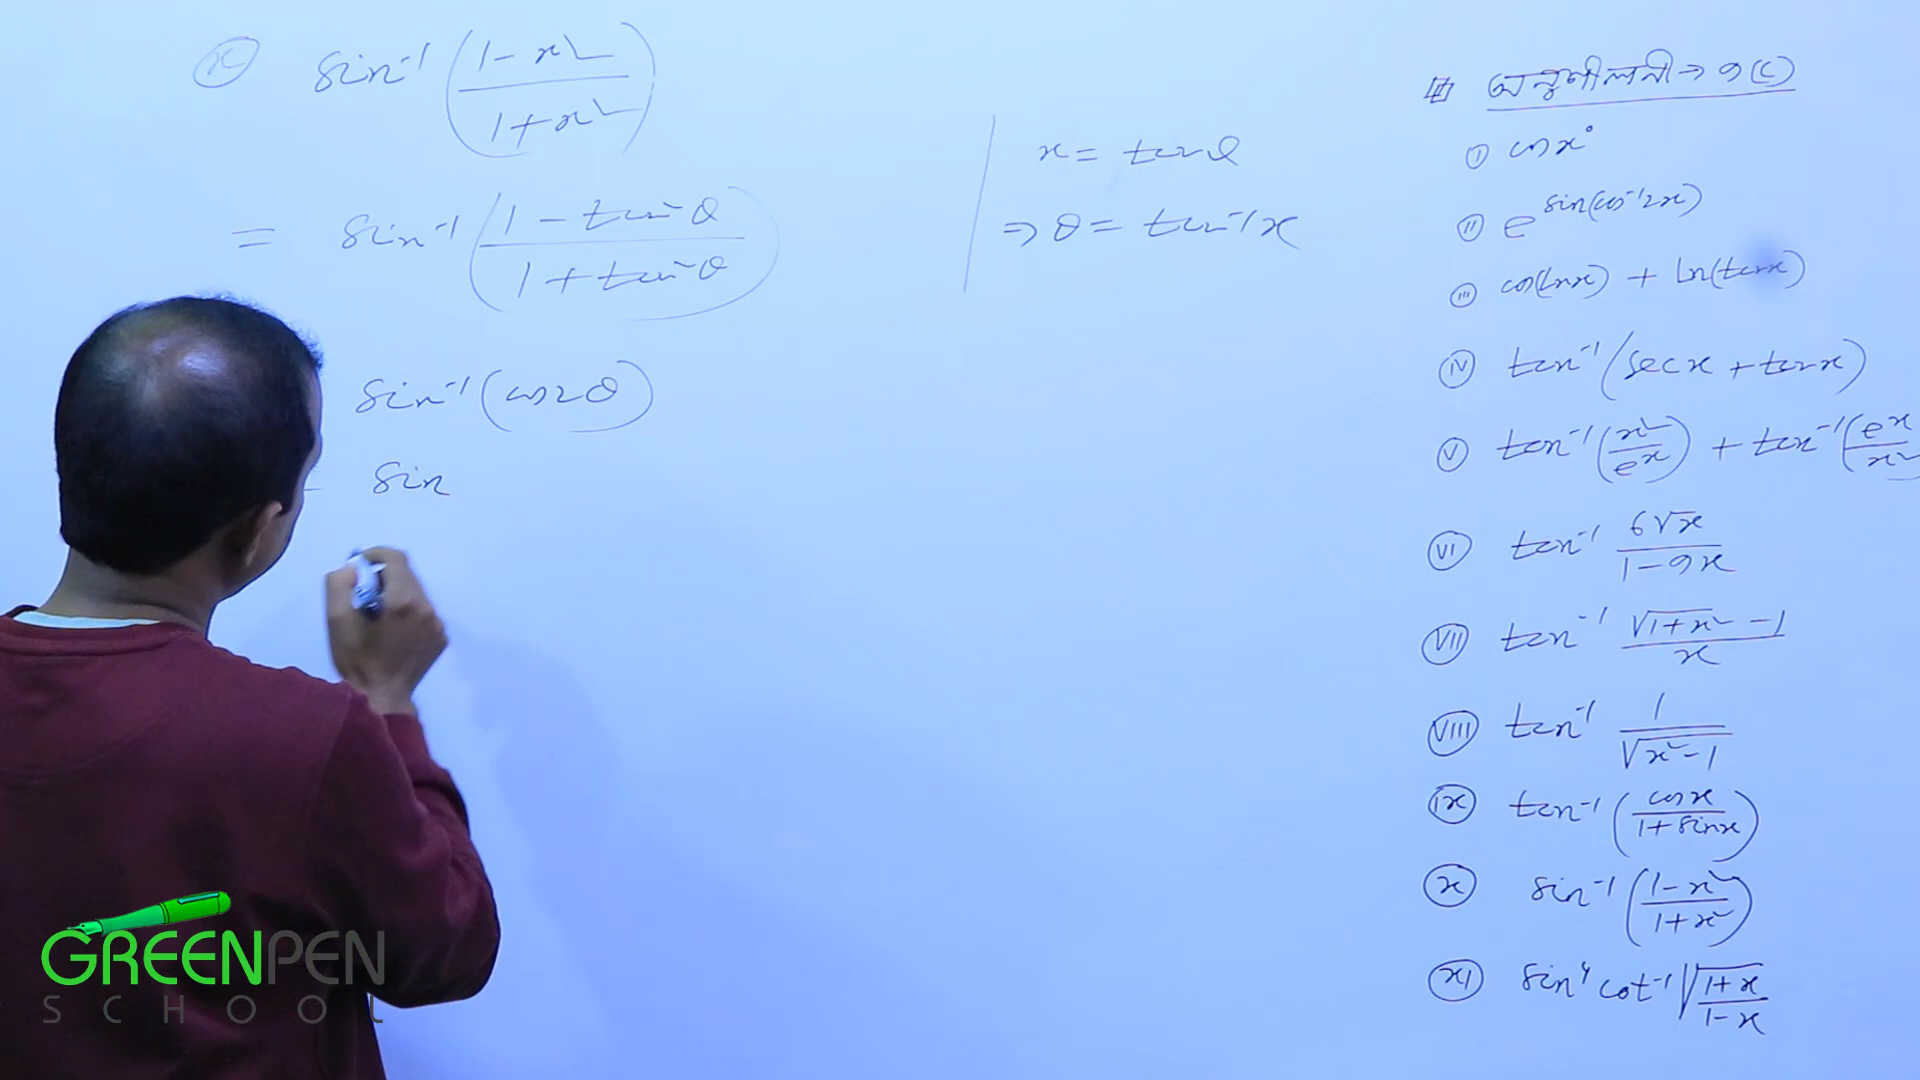 (x) sin⁻¹ ((1 - x²)/(1 + x²))
= sin⁻¹ ((1 - tan²θ)/(1 + tan²θ))
sin⁻¹ (cos2θ)
sin
x = tanθ
⇒ θ = tan⁻¹x
অনুশীলনী → ৯(C)
(i) cosx°
(ii) e^sin(cos⁻¹2x)
(iii) cos(lnx) + ln(tanx)
(iv) tan⁻¹(secx + tanx)
(v) tan⁻¹(x²/eˣ) + tan⁻¹(eˣ/x²
(vi) tan⁻¹ 6√x/(1 - 9x)
(vii) tan⁻¹ (√(1+x²) - 1)/x
(viii) tan⁻¹ 1/√(x² - 1)
(ix) tan⁻¹ (cosx/(1 + sinx))
(x) sin⁻¹ ((1 - x²)/(1 + x²))
(xi) sin⁴ cot⁻¹ √((1+x)/(1-x))
GREENPEN
SCHOOL